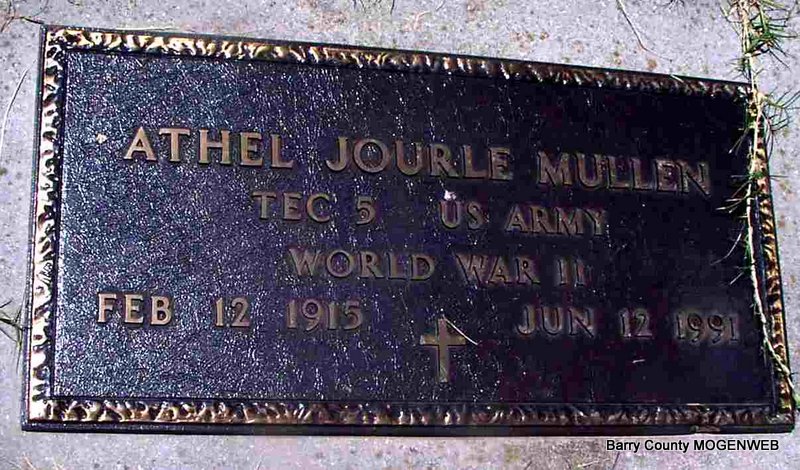 ATHEL JOURLE MULLEN
TEC 5 US ARMY
WORLD WAR II
FEB 12 1915 JUN 12 1991
Barry County MOGENWEB